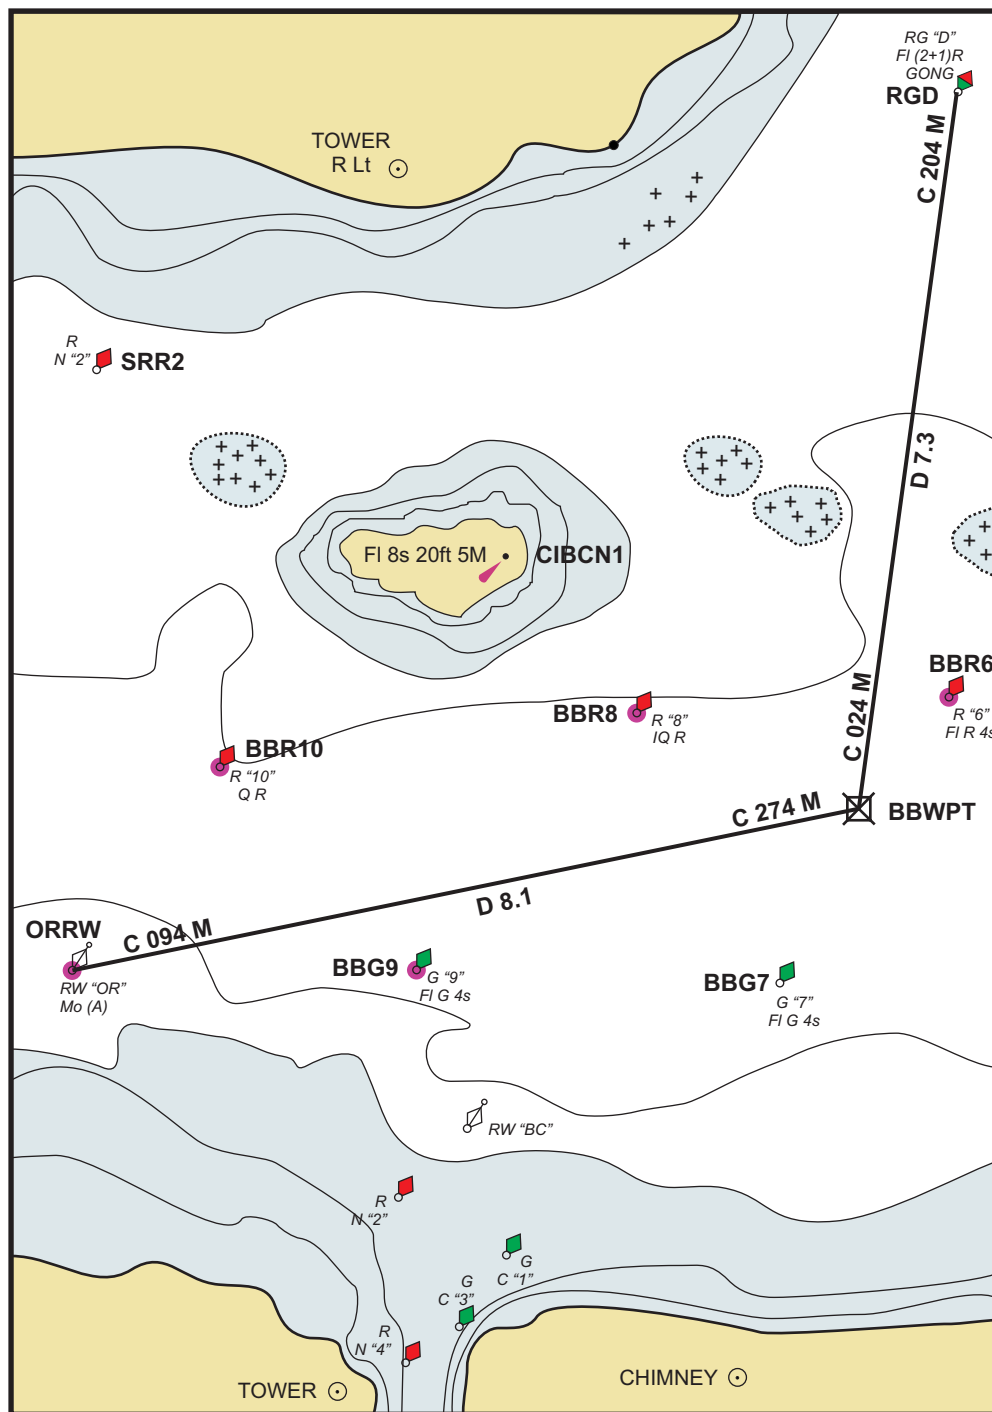 RG “D”
Fl (2+1)R
GONG
RGD
C 204 M
TOWER
R Lt
R
N “2”
SRR2
D 7.3
Fl 8s 20ft 5M
CIBCN1
BBR6
R “6”
Fl R 4s
C 024 M
BBR8
R “8”
IQ R
BBR10
R “10”
Q R
C 274 M
BBWPT
D 8.1
ORRW
C 094 M
RW “OR”
Mo (A)
BBG9
G “9”
Fl G 4s
BBG7
G “7”
Fl G 4s
RW “BC”
R
N “2”
G
C “1”
G
C “3”
R
N “4”
TOWER
CHIMNEY